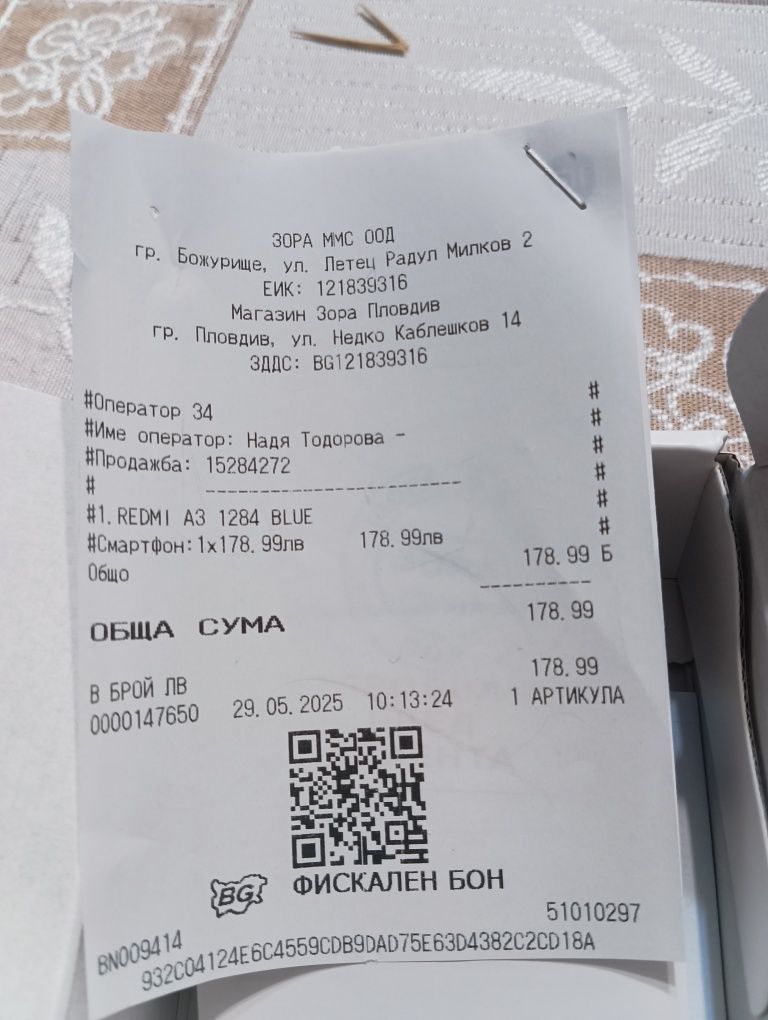 ЗОРА ММС ООД
гр. Божурище, ул. Летец Радул Милков 2
ЕИК: 121839316
Магазин Зора Пловдив
гр. Пловдив, ул. Недко Каблешков 14
ЗДДС: BG121839316
#Оператор 34 #
#Име оператор: Надя Тодорова - #
#Продажба: 15284272 #
# ------------------------------ #
#1. REDMI A3 1284 BLUE #
#Смартфон: 1x178.99лв 178.99лв #
Общо 178.99 Б
-----------
ОБЩА СУМА 178.99
В БРОЙ ЛВ 178.99
0000147650 29.05.2025 10:13:24 1 АРТИКУЛА
BG ФИСКАЛЕН БОН
BN009414 51010297
932C04124E6C4559CDB9DAD75E63D4382C2CD18A